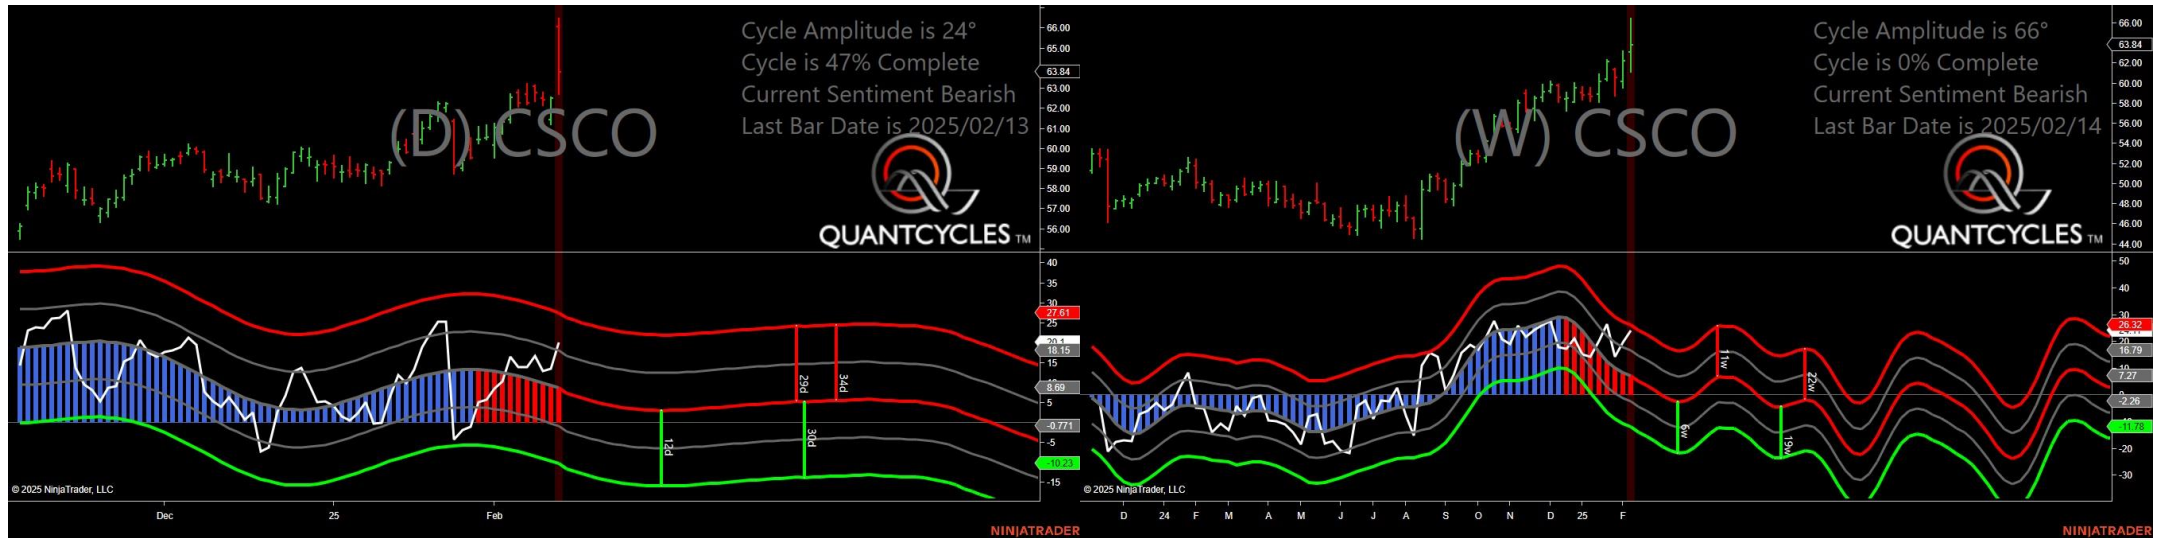 Cycle Amplitude is 24°
Cycle is 47% Complete
Current Sentiment Bearish
Last Bar Date is 2025/02/13
(D) CSCO
QUANTCYCLES TM
66.00
65.00
63.84
63.00
62.00
61.00
60.00
59.00
58.00
57.00
56.00
40
35
30
27.61
25
20.1
18.15
15
8.69
5
-0.771
-5
-10.23
-15
12d
29d
30d
34d
© 2025 NinjaTrader, LLC
Dec
25
Feb
NINJATRADER
Cycle Amplitude is 66°
Cycle is 0% Complete
Current Sentiment Bearish
Last Bar Date is 2025/02/14
(W) CSCO
QUANTCYCLES TM
66.00
63.84
62.00
60.00
58.00
56.00
54.00
52.00
50.00
48.00
46.00
44.00
50
40
30
26.32
20
16.79
7.27
-2.26
-11.78
-20
-30
6w
11w
19w
22w
© 2025 NinjaTrader, LLC
D 24 F M A M J J A S O N D 25 F
NINJATRADER